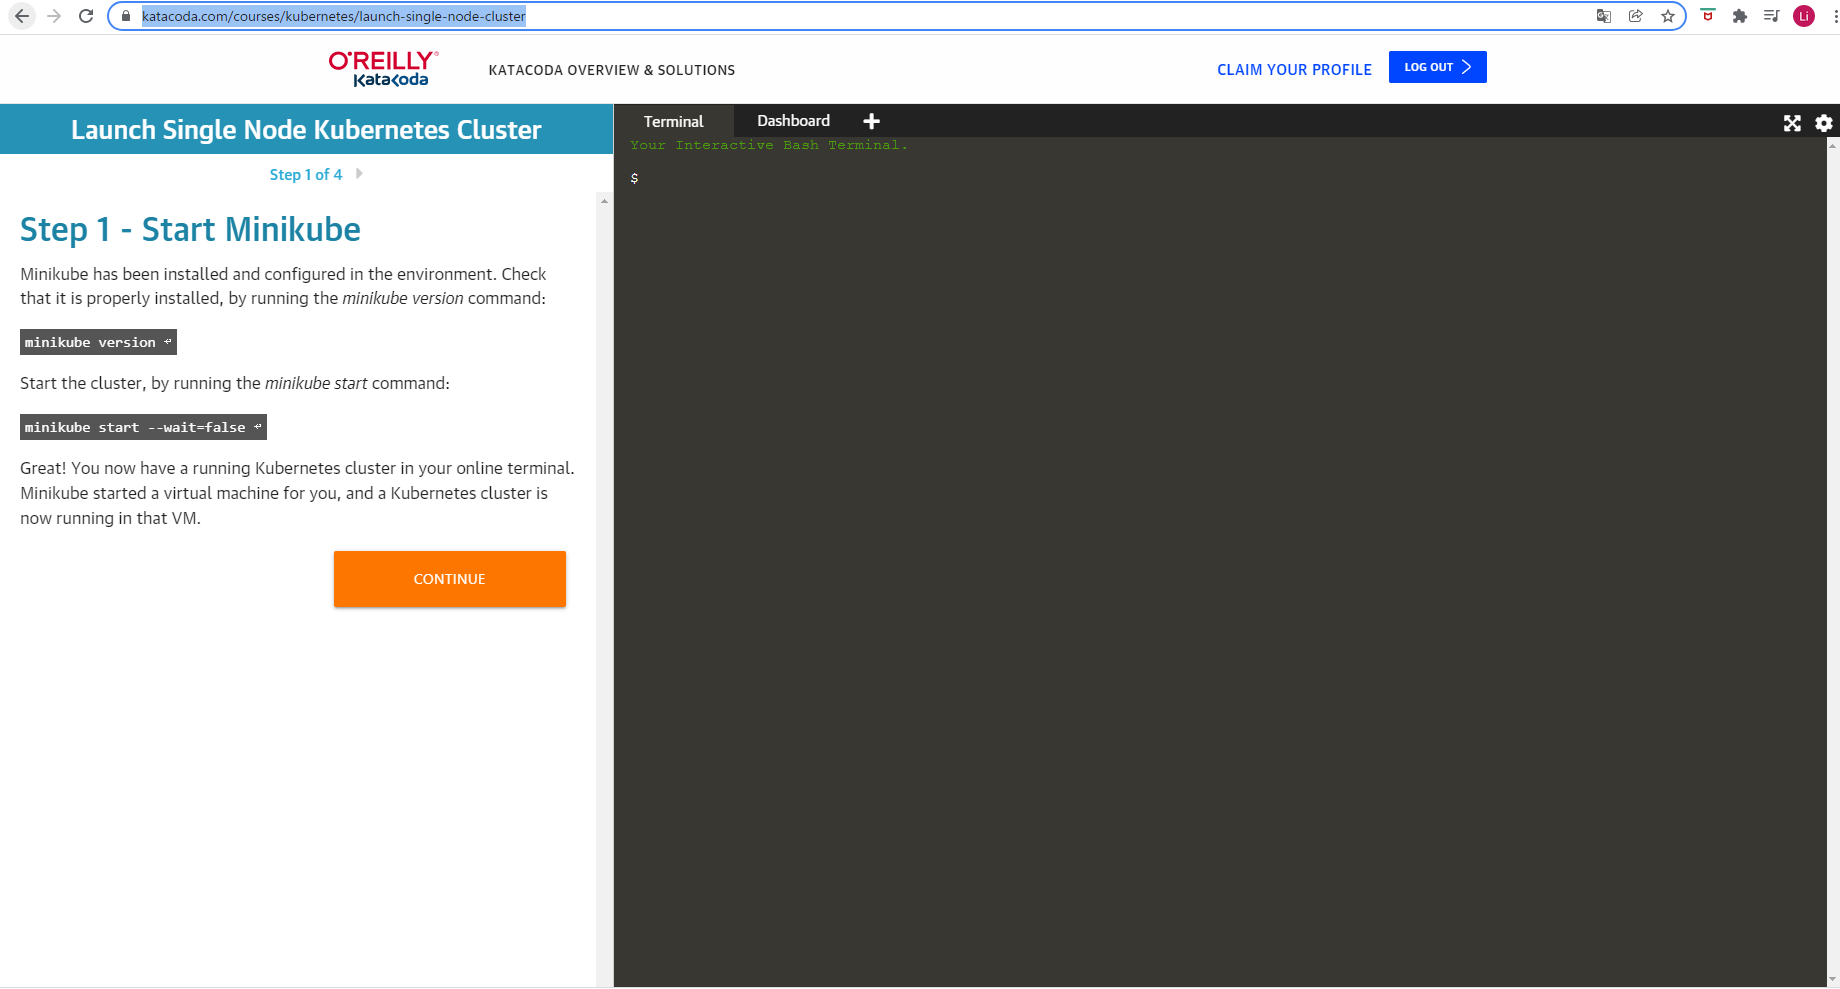 katacoda.com/courses/kubernetes/launch-single-node-cluster
Li
O'REILLY®
Katacoda
KATACODA OVERVIEW & SOLUTIONS
CLAIM YOUR PROFILE
LOG OUT
Launch Single Node Kubernetes Cluster
Step 1 of 4
Step 1 - Start Minikube
Minikube has been installed and configured in the environment. Check
that it is properly installed, by running the minikube version command:
minikube version ↵
Start the cluster, by running the minikube start command:
minikube start --wait=false ↵
Great! You now have a running Kubernetes cluster in your online terminal.
Minikube started a virtual machine for you, and a Kubernetes cluster is
now running in that VM.
CONTINUE
Terminal
Dashboard
Your Interactive Bash Terminal.
$